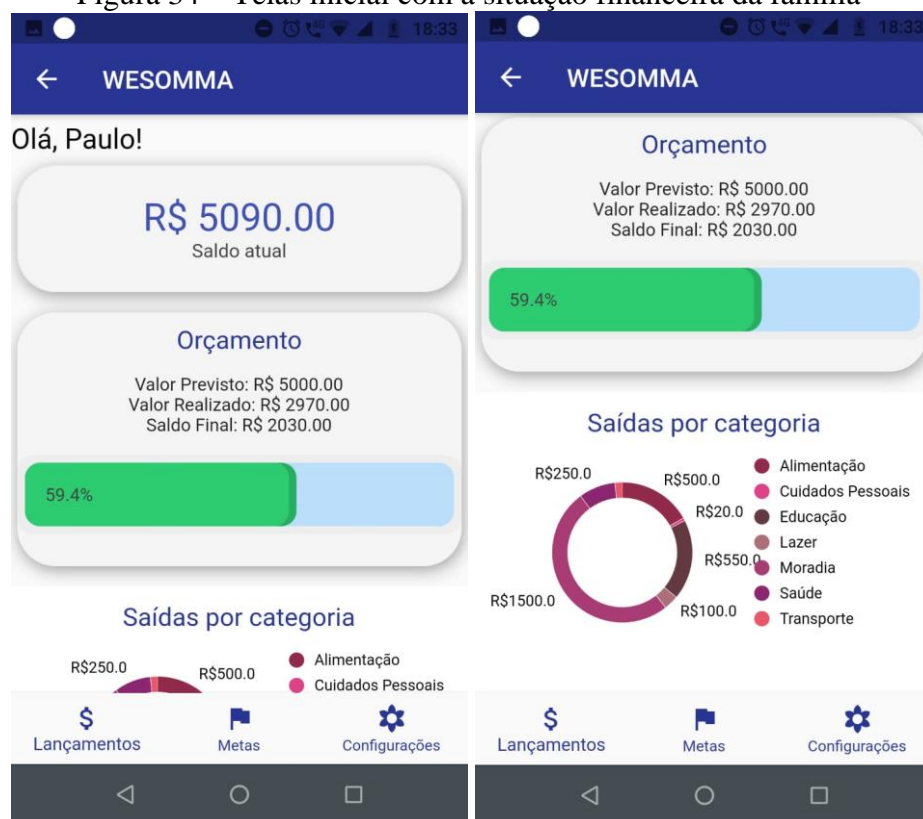 Figura 34 – Telas inicial com a situação financeira da família
4G 18:33
WESOMMA
Olá, Paulo!
R$ 5090.00
Saldo atual
Orçamento
Valor Previsto: R$ 5000.00
Valor Realizado: R$ 2970.00
Saldo Final: R$ 2030.00
59.4%
Saídas por categoria
R$250.0
R$500.0
Alimentação
Cuidados Pessoais
$
Lançamentos
Metas
Configurações
4G 18:33
WESOMMA
Orçamento
Valor Previsto: R$ 5000.00
Valor Realizado: R$ 2970.00
Saldo Final: R$ 2030.00
59.4%
Saídas por categoria
R$250.0
R$500.0
R$20.0
R$550.0
R$100.0
R$1500.0
Alimentação
Cuidados Pessoais
Educação
Lazer
Moradia
Saúde
Transporte
$
Lançamentos
Metas
Configurações